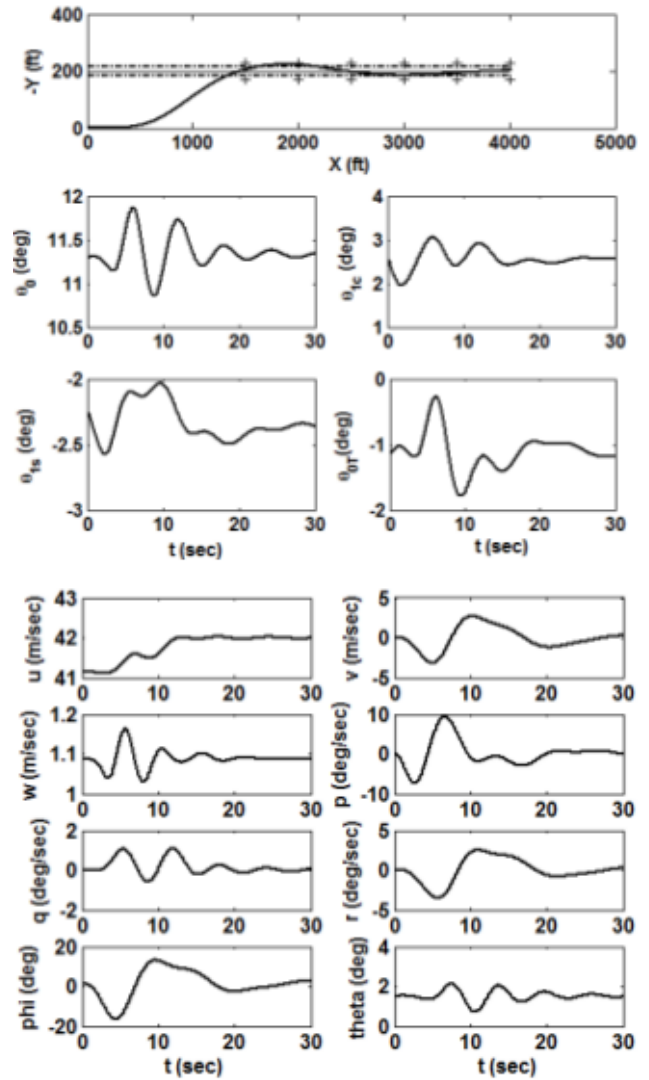 400
200
0
-Y (ft)
0 1000 2000 3000 4000 5000
X (ft)
12
11.5
11
10.5
θ0 (deg)
0 10 20 30
4
3
2
1
θ1c (deg)
0 10 20 30
-2
-2.5
-3
θ1s (deg)
0 10 20 30
t (sec)
0
-1
-2
θ0T(deg)
0 10 20 30
t (sec)
43
42
41
u (m/sec)
0 10 20 30
5
0
-5
v (m/sec)
0 10 20 30
1.2
1.1
1
w (m/sec)
0 10 20 30
10
0
-10
p (deg/sec)
0 10 20 30
2
0
-2
q (deg/sec)
0 10 20 30
5
0
-5
r (deg/sec)
0 10 20 30
20
0
-20
phi (deg)
0 10 20 30
t (sec)
4
2
0
theta (deg)
0 10 20 30
t (sec)